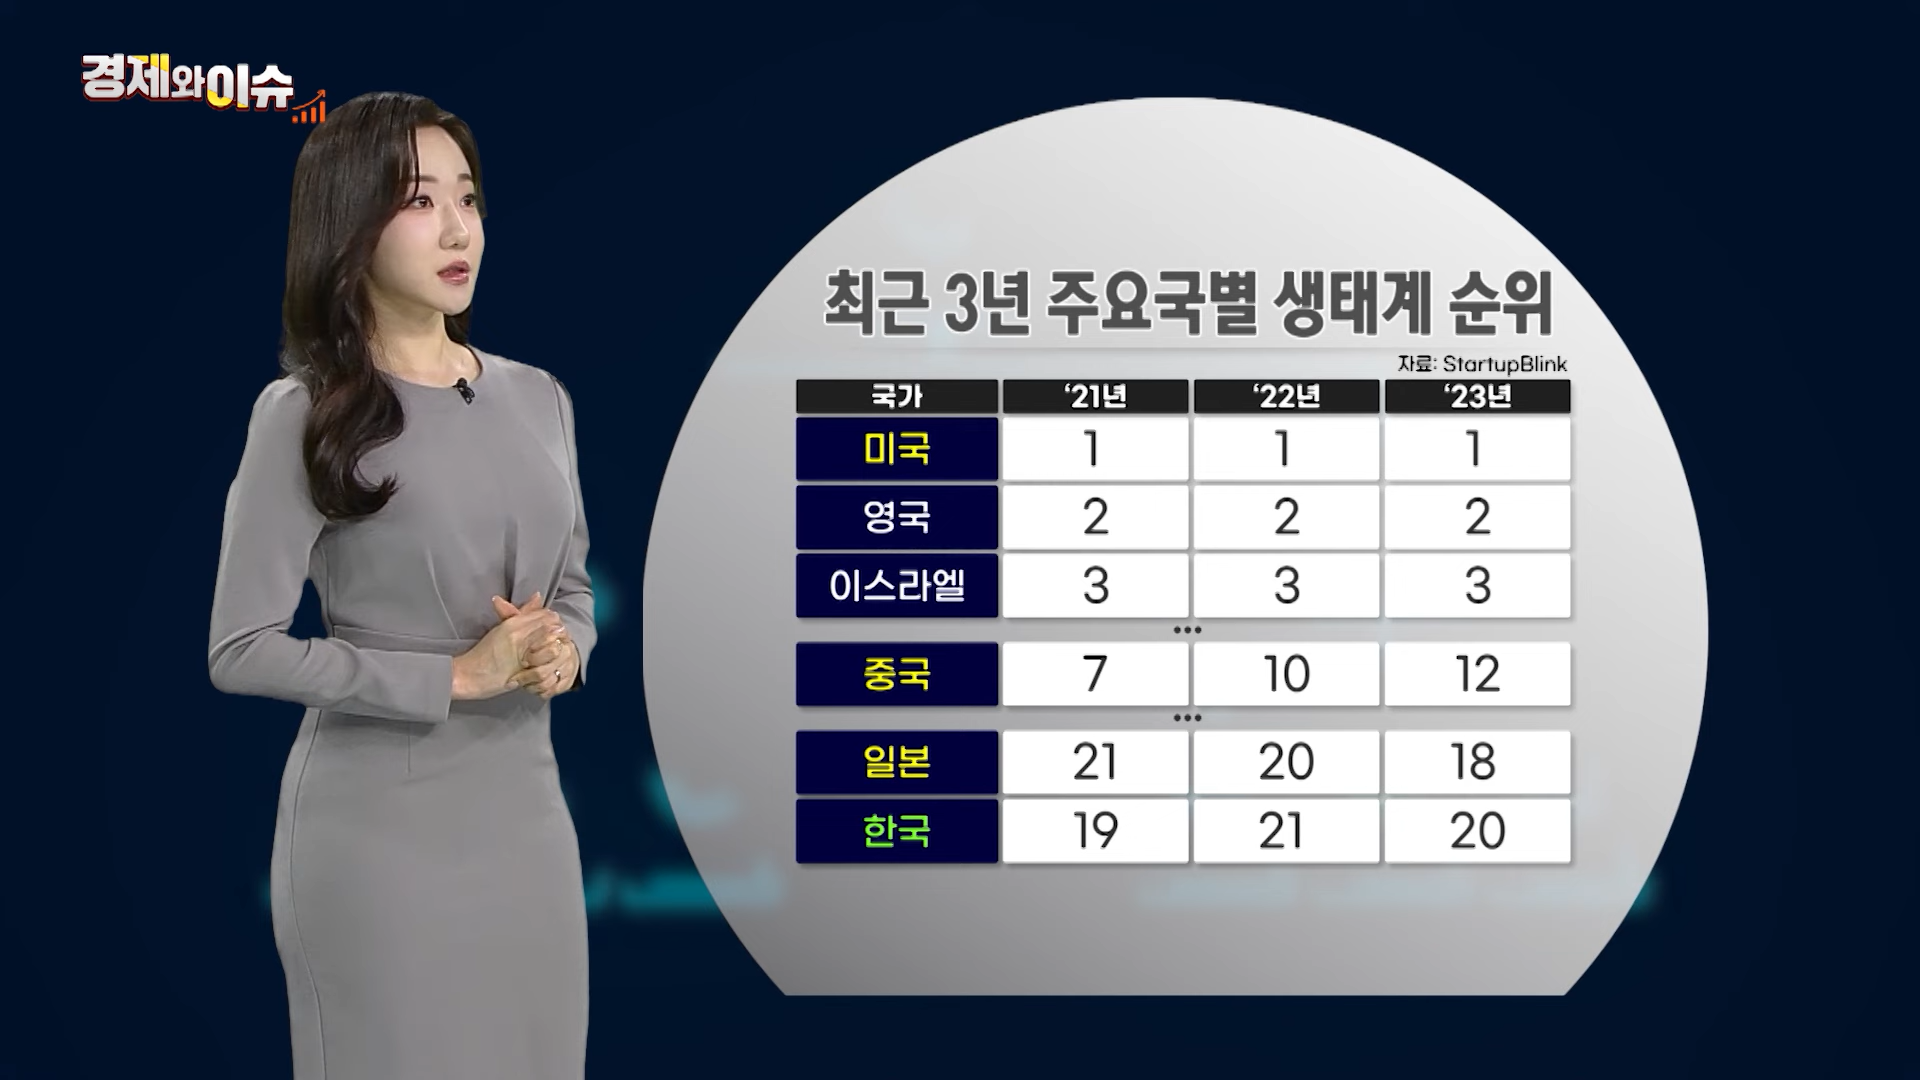 경제와이슈
최근 3년 주요국별 생태계 순위
자료: StartupBlink
국가 ‘21년 ‘22년 ‘23년
미국 1 1 1
영국 2 2 2
이스라엘 3 3 3
...
중국 7 10 12
...
일본 21 20 18
한국 19 21 20